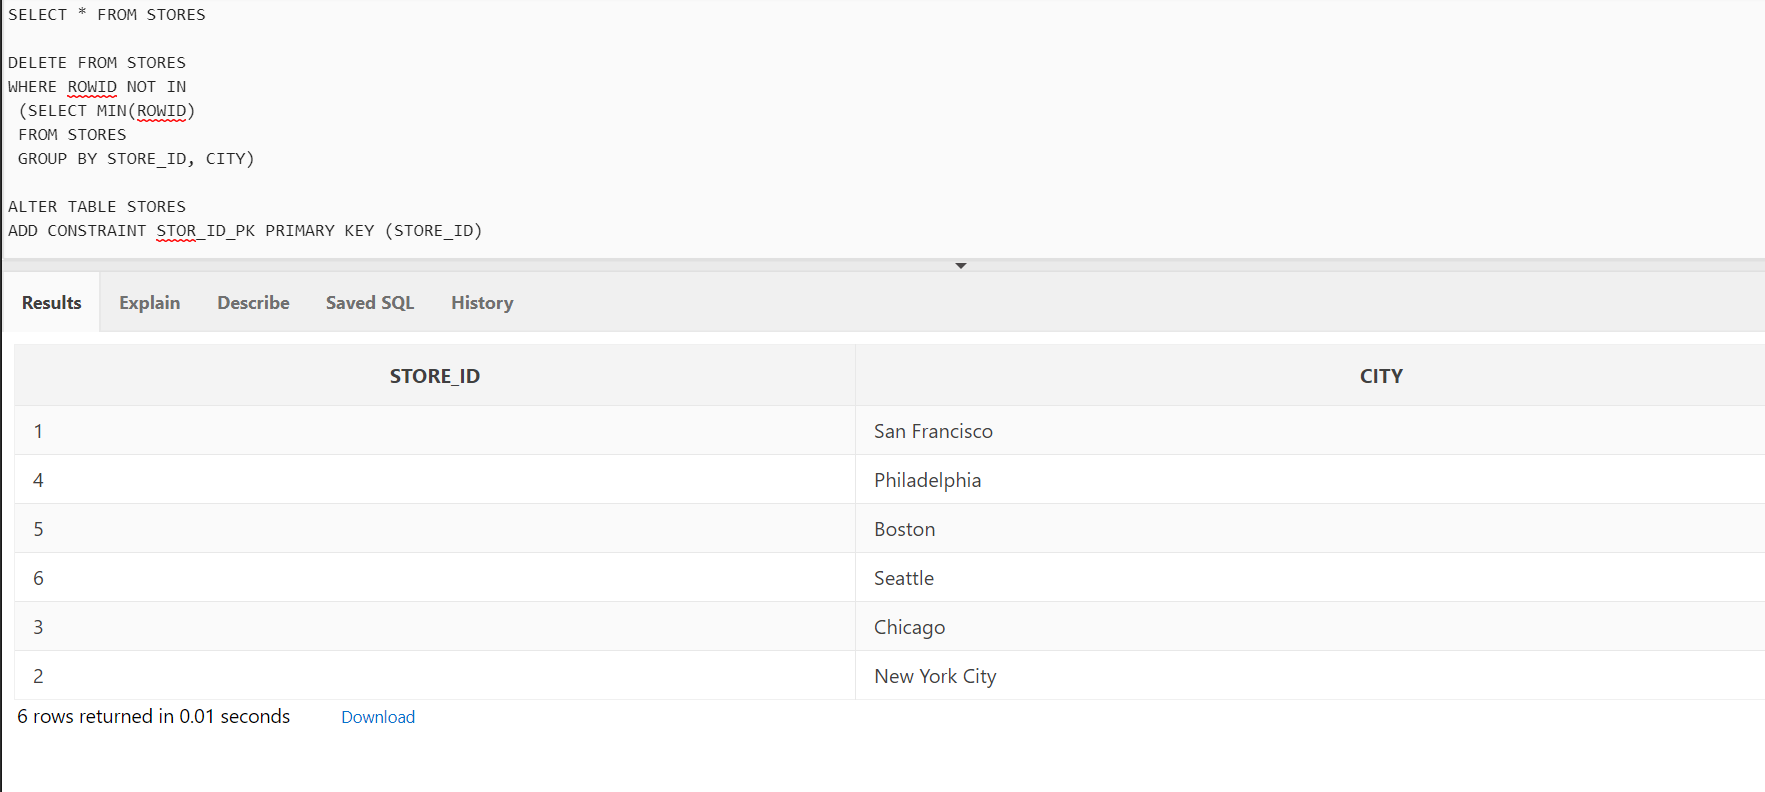 SELECT * FROM STORES
DELETE FROM STORES
WHERE ROWID NOT IN
(SELECT MIN(ROWID)
FROM STORES
GROUP BY STORE_ID, CITY)
ALTER TABLE STORES
ADD CONSTRAINT STOR_ID_PK PRIMARY KEY (STORE_ID)
Results Explain Describe Saved SQL History
STORE_ID CITY
1 San Francisco
4 Philadelphia
5 Boston
6 Seattle
3 Chicago
2 New York City
6 rows returned in 0.01 seconds Download